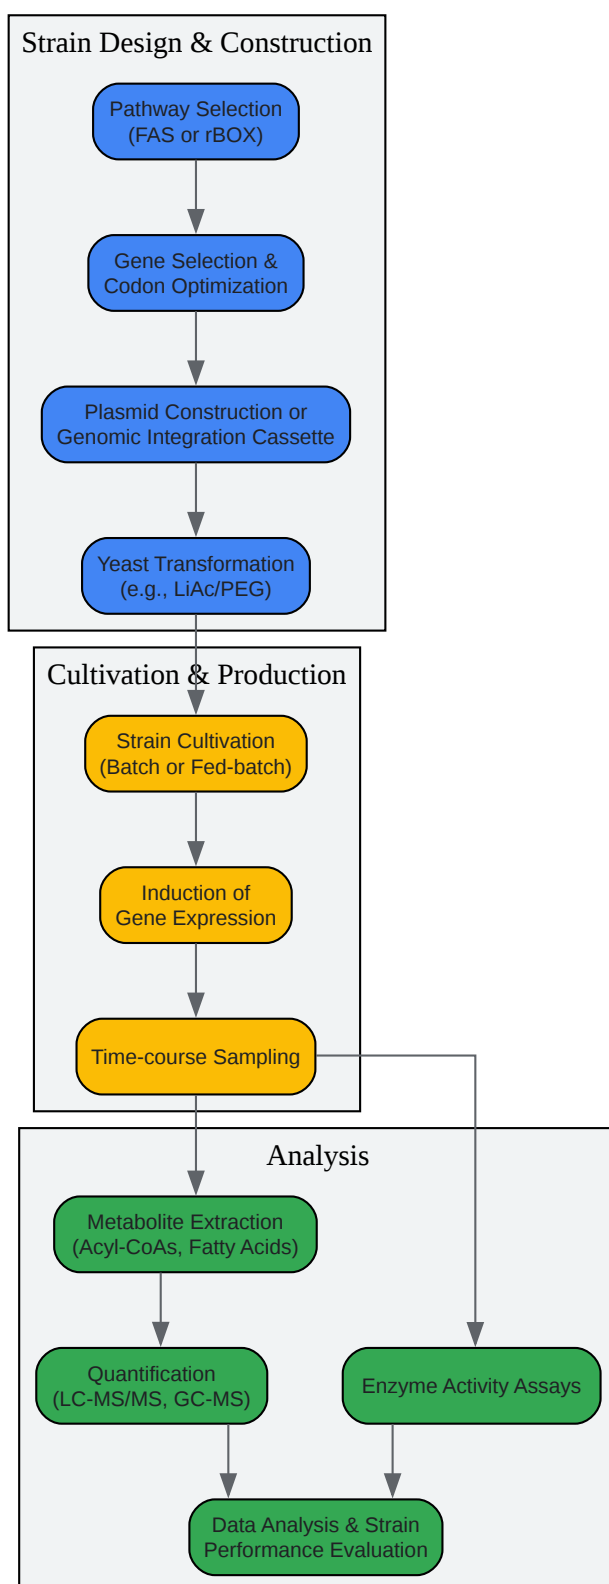 Strain Design & Construction
Pathway Selection
(FAS or rBOX)
Gene Selection &
Codon Optimization
Plasmid Construction or
Genomic Integration Cassette
Yeast Transformation
(e.g., LiAc/PEG)
Cultivation & Production
Strain Cultivation
(Batch or Fed-batch)
Induction of
Gene Expression
Time-course Sampling
Analysis
Metabolite Extraction
(Acyl-CoAs, Fatty Acids)
Quantification
(LC-MS/MS, GC-MS)
Enzyme Activity Assays
Data Analysis & Strain
Performance Evaluation